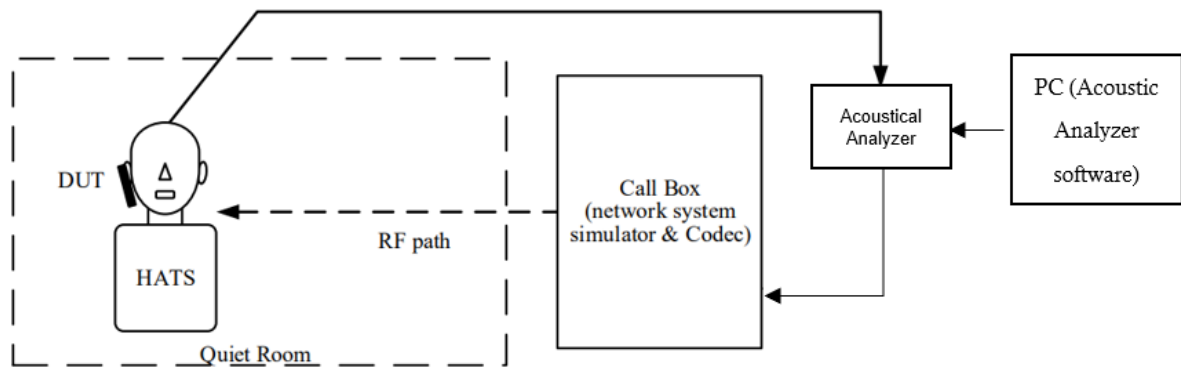 DUT
HATS
Quiet Room
RF path
Call Box
(network system
simulator & Codec)
Acoustical
Analyzer
PC (Acoustic
Analyzer
software)